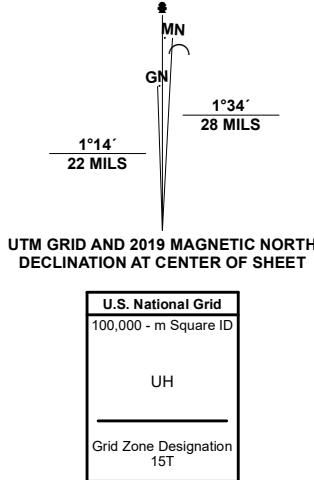 MN
GN
1°34´
28 MILS
1°14´
22 MILS
UTM GRID AND 2019 MAGNETIC NORTH
DECLINATION AT CENTER OF SHEET
U.S. National Grid
100,000 - m Square ID
UH
Grid Zone Designation
15T